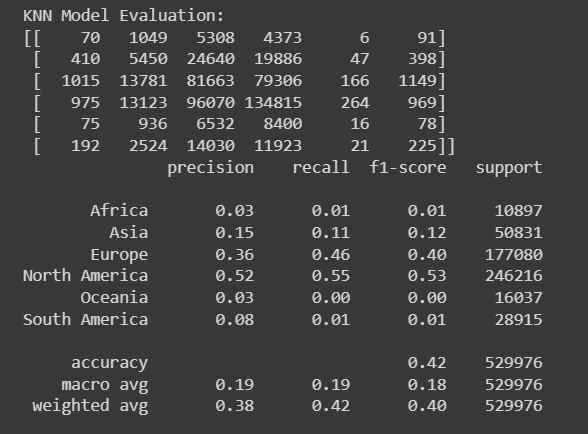 KNN Model Evaluation:
[[    70   1049   5308   4373      6     91]
 [   410   5450  24640  19886     47    398]
 [  1015  13781  81663  79306    166   1149]
 [   975  13123  96070 134815    264    969]
 [    75    936   6532   8400     16     78]
 [   192   2524  14030  11923     21    225]]
               precision    recall  f1-score   support

       Africa       0.03      0.01      0.01     10897
         Asia       0.15      0.11      0.12     50831
       Europe       0.36      0.46      0.40    177080
North America       0.52      0.55      0.53    246216
      Oceania       0.03      0.00      0.00     16037
South America       0.08      0.01      0.01     28915

     accuracy                           0.42    529976
    macro avg       0.19      0.19      0.18    529976
 weighted avg       0.38      0.42      0.40    529976